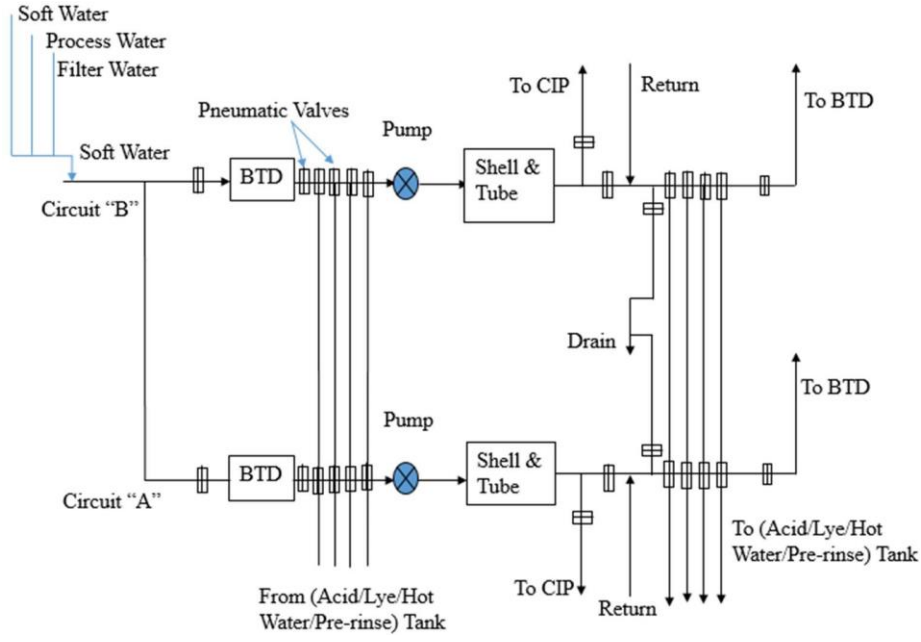 Soft Water
Process Water
Filter Water
Soft Water
Circuit “B”
BTD
Pneumatic Valves
Pump
Shell &
Tube
To CIP
Return
To BTD
Drain
Circuit “A”
BTD
Pump
Shell &
Tube
To BTD
From (Acid/Lye/Hot
Water/Pre-rinse) Tank
To CIP
Return
To (Acid/Lye/Hot
Water/Pre-rinse) Tank